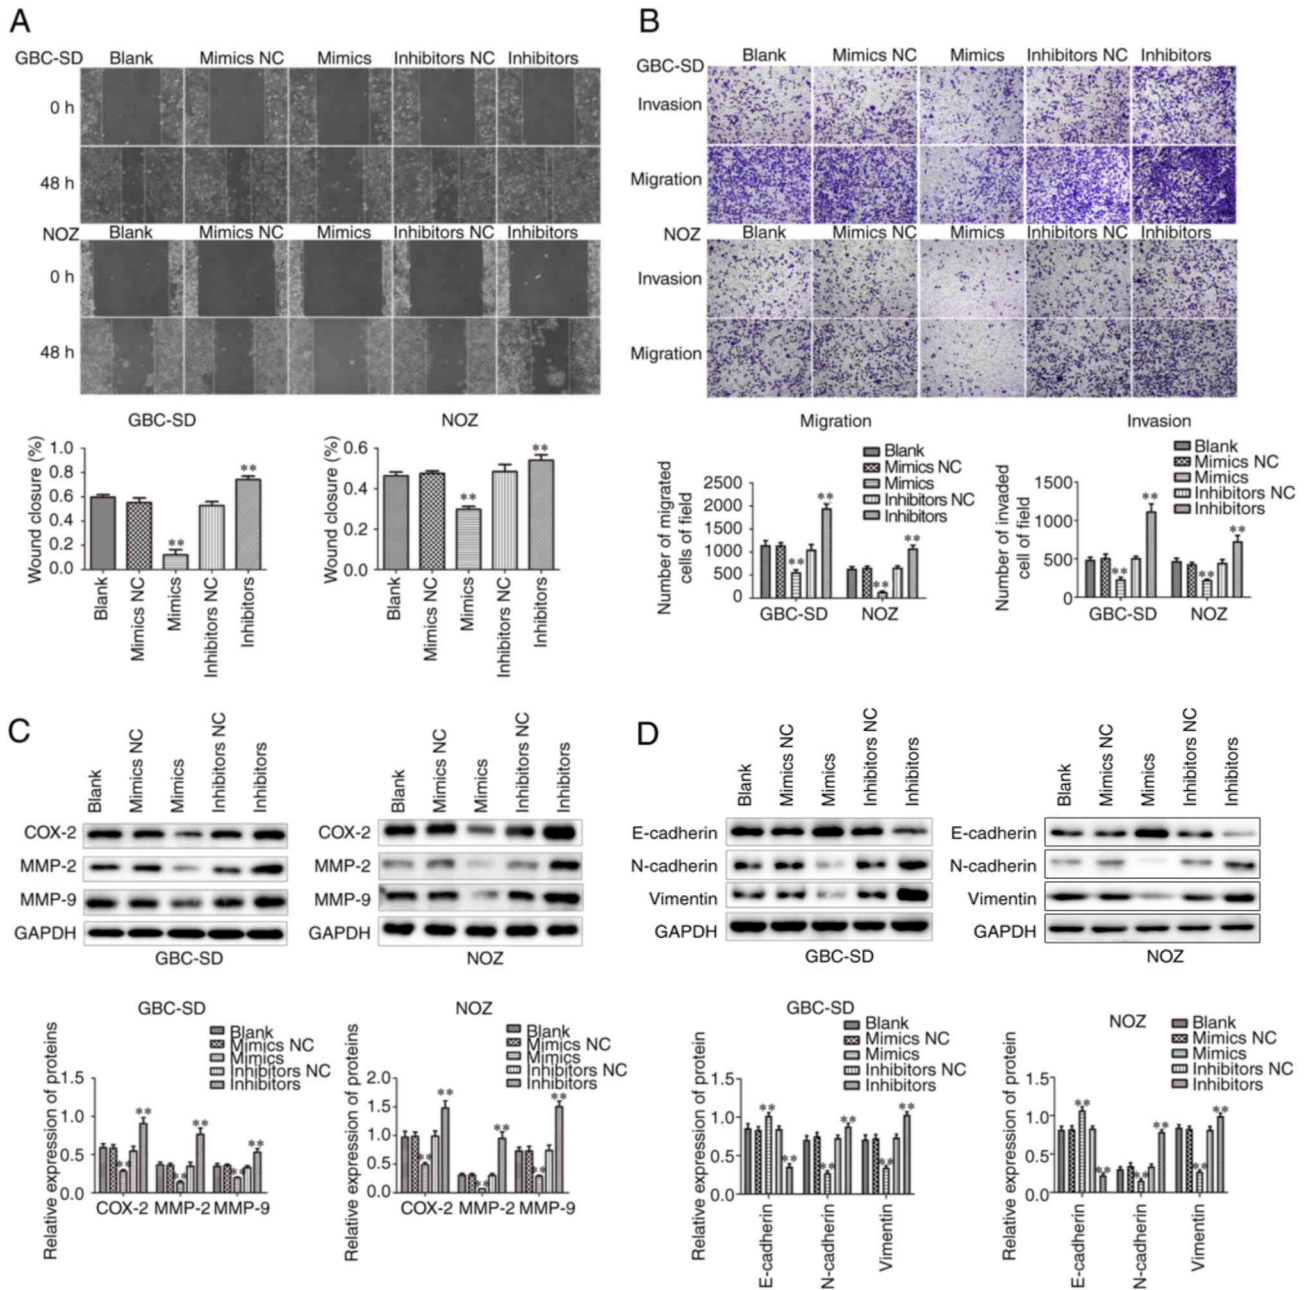 A
GBC-SD Blank Mimics NC Mimics Inhibitors NC Inhibitors
0 h
48 h
NOZ Blank Mimics NC Mimics Inhibitors NC Inhibitors
0 h
48 h
GBC-SD
Wound closure (%)
1.0
0.8
0.6
0.4
0.2
0.0
** **
Blank
Mimics NC
Mimics
Inhibitors NC
Inhibitors
NOZ
Wound closure (%)
0.6
0.4
0.2
0.0
** **
Blank
Mimics NC
Mimics
Inhibitors NC
Inhibitors
B
Blank Mimics NC Mimics Inhibitors NC Inhibitors
GBC-SD
Invasion
Migration
NOZ Blank Mimics NC Mimics Inhibitors NC Inhibitors
Invasion
Migration
Migration
Blank
Mimics NC
Mimics
Inhibitors NC
Inhibitors
Number of migrated
cells of field
2500
2000
1500
1000
500
0
** ** ** **
GBC-SD NOZ
Invasion
Blank
Mimics NC
Mimics
Inhibitors NC
Inhibitors
Number of invaded
cell of field
1500
1000
500
0
** ** ** **
GBC-SD NOZ
C
Blank
Mimics NC
Mimics
Inhibitors NC
Inhibitors
COX-2
MMP-2
MMP-9
GAPDH
GBC-SD
Blank
Mimics NC
Mimics
Inhibitors NC
Inhibitors
COX-2
MMP-2
MMP-9
GAPDH
NOZ
GBC-SD
Blank
Mimics NC
Mimics
Inhibitors NC
Inhibitors
Relative expression of proteins
1.5
1.0
0.5
0.0
** ** ** ** ** **
COX-2 MMP-2 MMP-9
NOZ
Blank
Mimics NC
Mimics
Inhibitors NC
Inhibitors
Relative expression of proteins
2.0
1.5
1.0
0.5
0.0
** ** ** ** ** **
COX-2 MMP-2 MMP-9
D
Blank
Mimics NC
Mimics
Inhibitors NC
Inhibitors
E-cadherin
N-cadherin
Vimentin
GAPDH
GBC-SD
Blank
Mimics NC
Mimics
Inhibitors NC
Inhibitors
E-cadherin
N-cadherin
Vimentin
GAPDH
NOZ
GBC-SD
Blank
Mimics NC
Mimics
Inhibitors NC
Inhibitors
Relative expression of protein
1.5
1.0
0.5
0.0
** ** ** ** ** **
E-cadherin
N-cadherin
Vimentin
NOZ
Blank
Mimics NC
Mimics
Inhibitors NC
Inhibitors
Relative expression of protein
1.5
1.0
0.5
0.0
** ** ** ** ** **
E-cadherin
N-cadherin
Vimentin